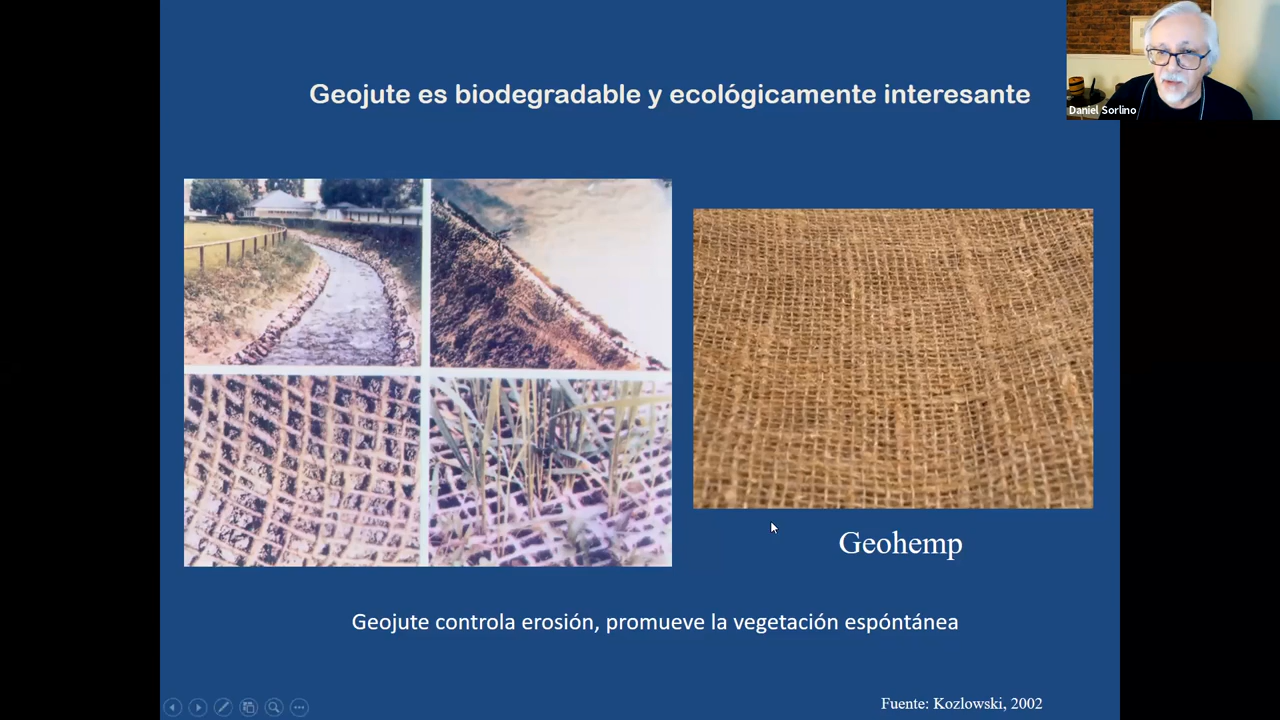 Geojute es biodegradable y ecológicamente interesante
Daniel Sorlino
Geohemp
Geojute controla erosión, promueve la vegetación espóntánea
Fuente: Kozlowski, 2002